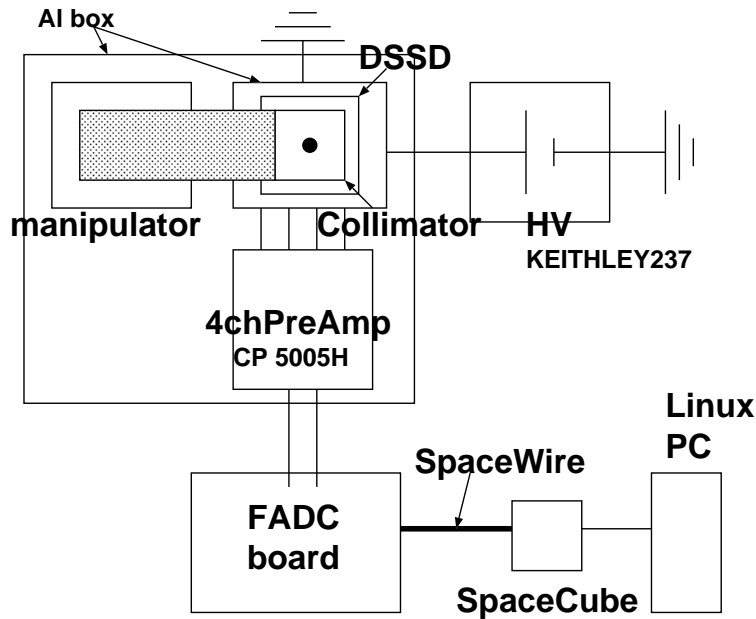 Al box
DSSD
manipulator
Collimator
HV
KEITHLEY237
4chPreAmp
CP 5005H
Linux
PC
SpaceWire
FADC
board
SpaceCube